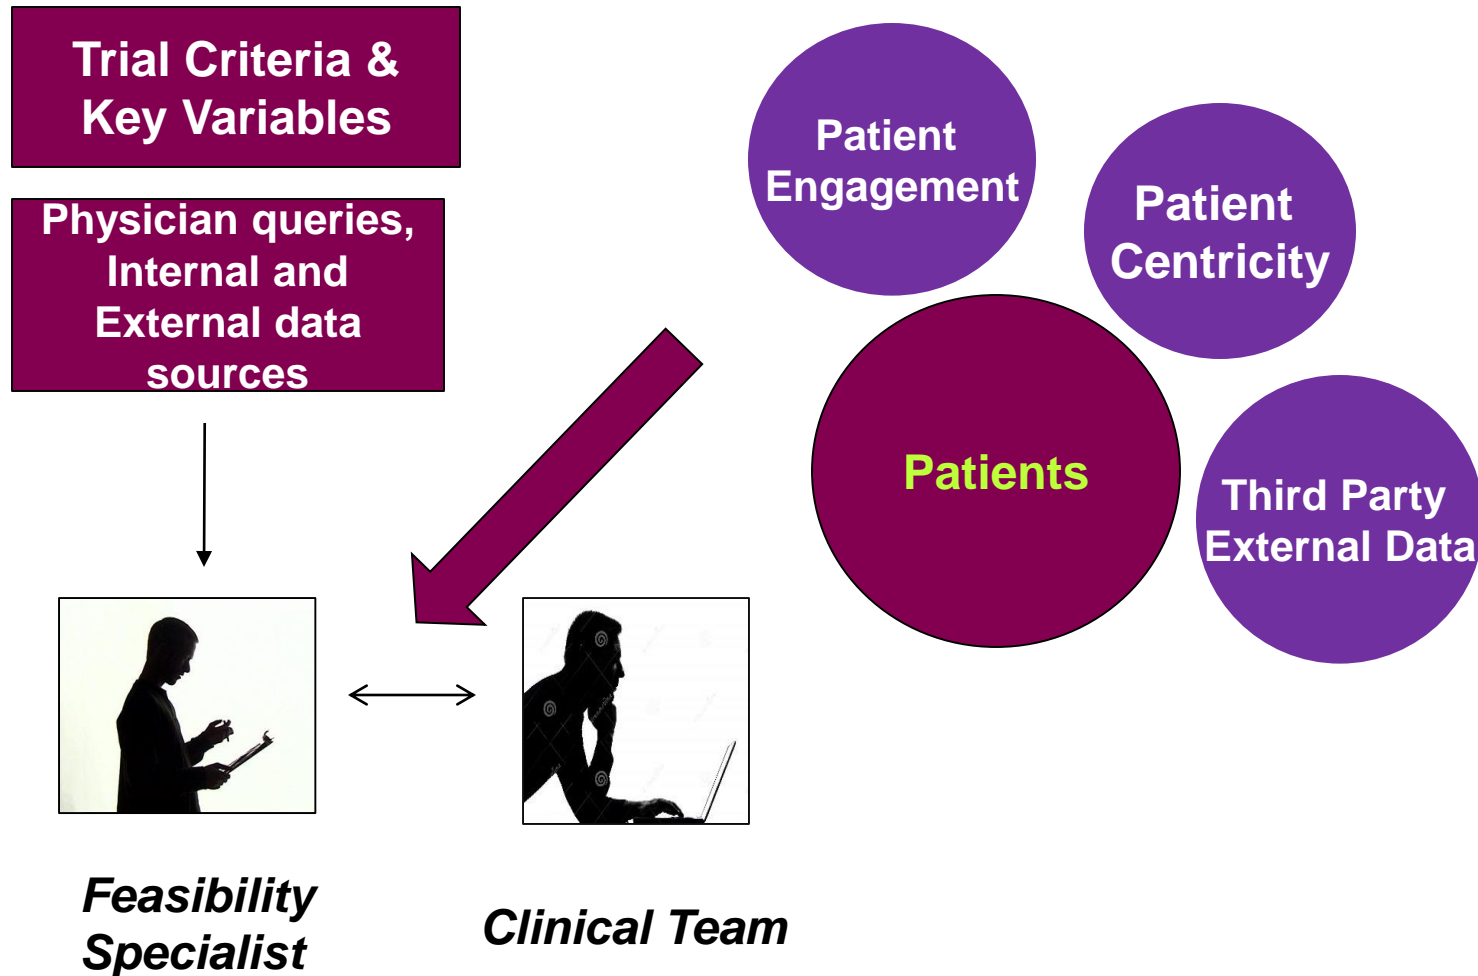 Trial Criteria &
Key Variables
Physician queries,
Internal and
External data
sources
Patient
Engagement
Patient
Centricity
Patients
Third Party
External Data
Feasibility
Specialist
Clinical Team